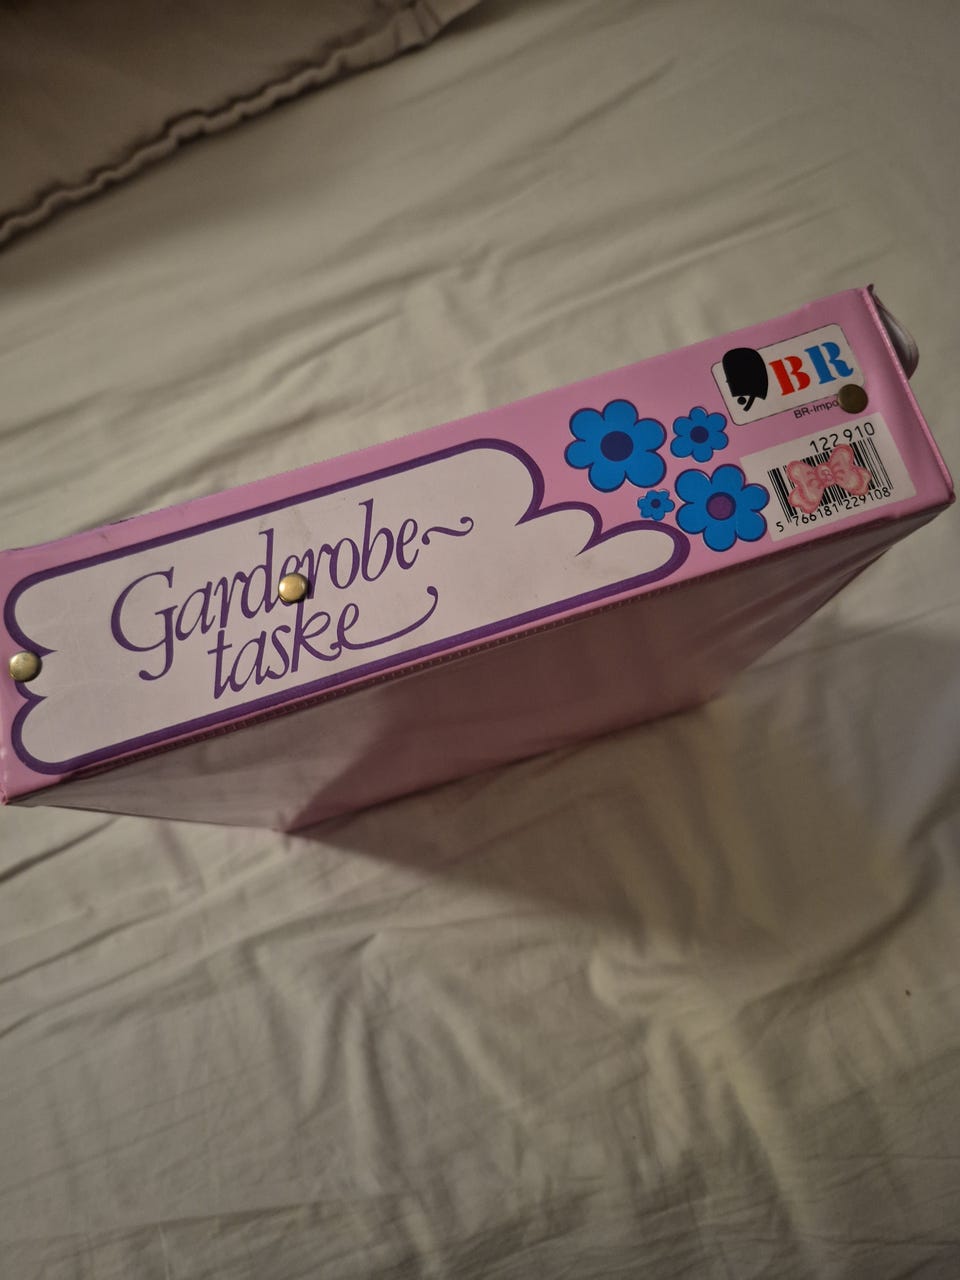 Garderobe~
taske
BR
BR-Impo
122 910
5 766181 229108